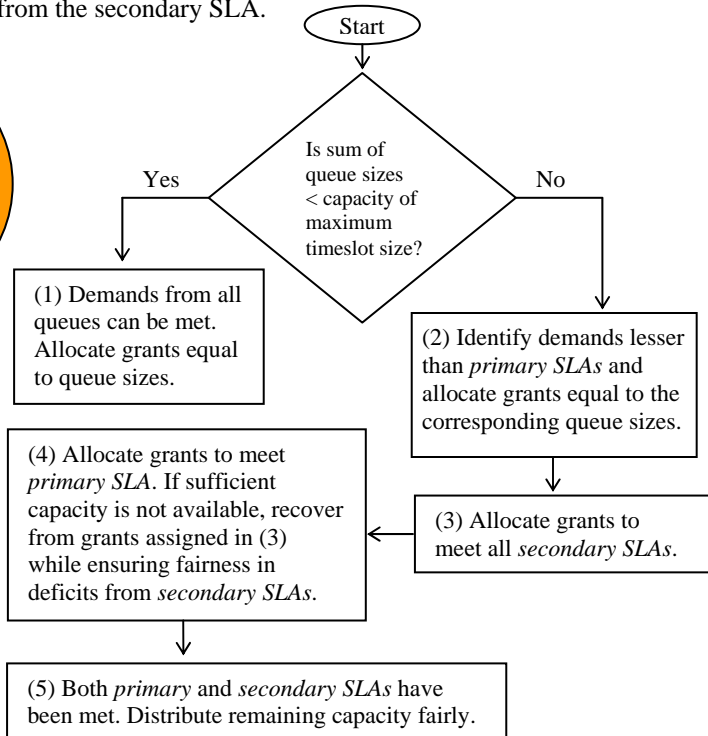 from the secondary SLA.
Start
Is sum of
queue sizes
< capacity of
maximum
timeslot size?
Yes
No
(1) Demands from all
queues can be met.
Allocate grants equal
to queue sizes.
(2) Identify demands lesser
than primary SLAs and
allocate grants equal to the
corresponding queue sizes.
(3) Allocate grants to
meet all secondary SLAs.
(4) Allocate grants to meet
primary SLA. If sufficient
capacity is not available, recover
from grants assigned in (3)
while ensuring fairness in
deficits from secondary SLAs.
(5) Both primary and secondary SLAs have
been met. Distribute remaining capacity fairly.